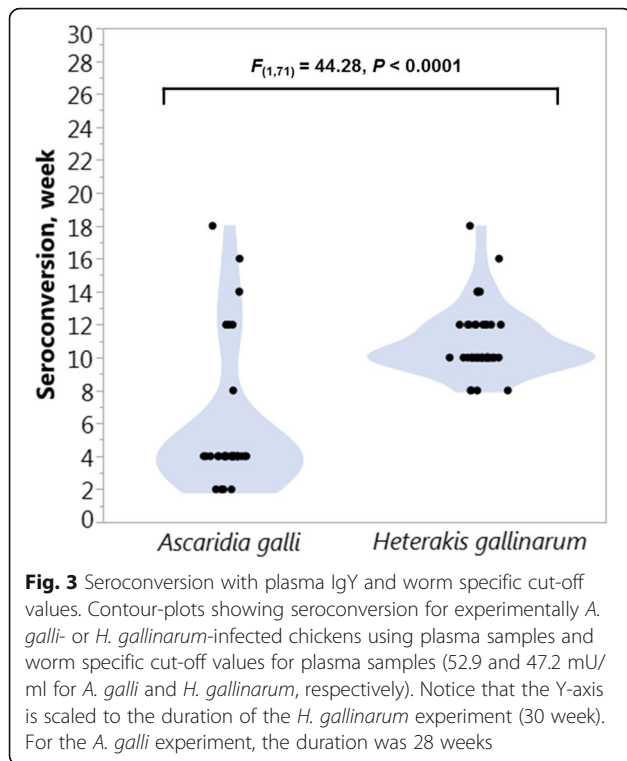 F(1,71) = 44.28, P < 0.0001
Seroconversion, week
30
28
26
24
22
20
18
16
14
12
10
8
6
4
2
0
Ascaridia galli
Heterakis gallinarum
Fig. 3 Seroconversion with plasma IgY and worm specific cut-off
values. Contour-plots showing seroconversion for experimentally A.
galli- or H. gallinarum-infected chickens using plasma samples and
worm specific cut-off values for plasma samples (52.9 and 47.2 mU/
ml for A. galli and H. gallinarum, respectively). Notice that the Y-axis
is scaled to the duration of the H. gallinarum experiment (30 week).
For the A. galli experiment, the duration was 28 weeks